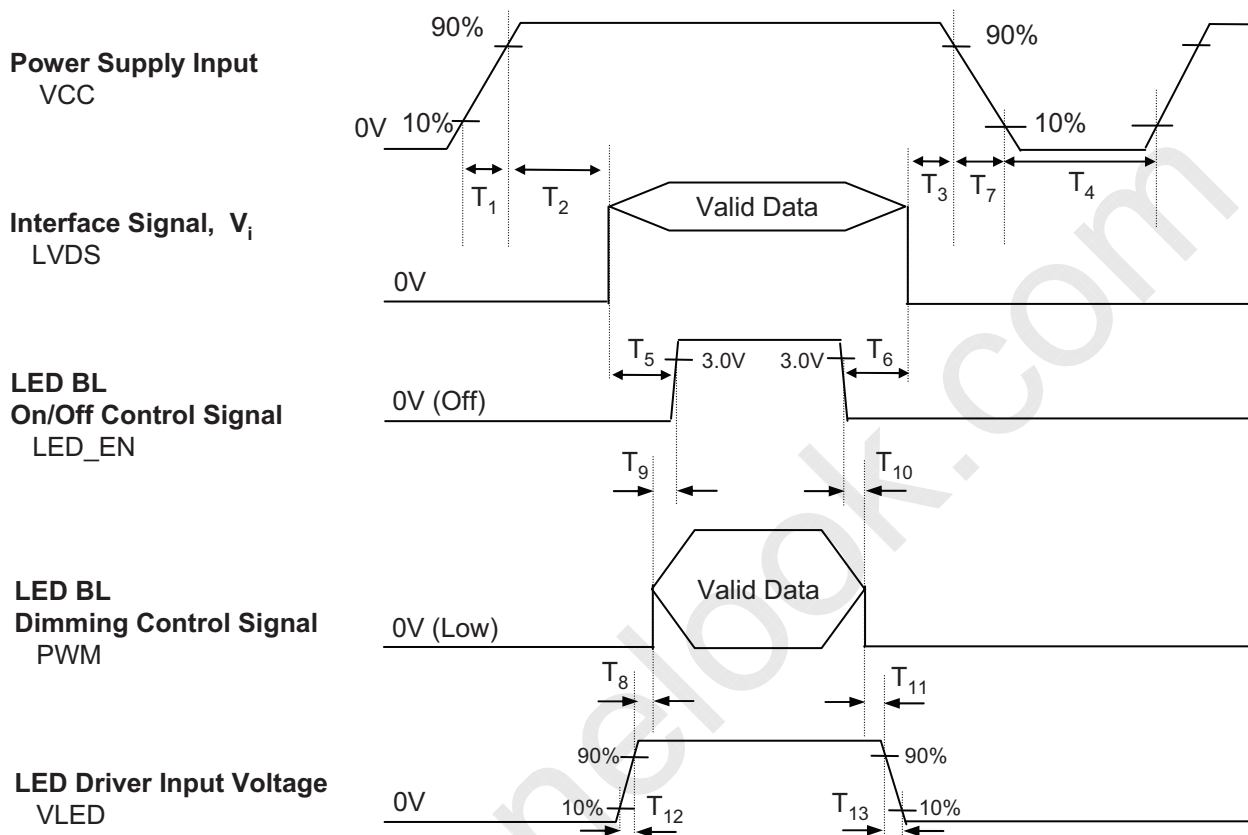 90%
90%
Power Supply Input
VCC
0V
10%
10%
T1
T2
T3
T7
T4
Interface Signal, Vi
LVDS
Valid Data
0V
T5
3.0V
3.0V
T6
LED BL
On/Off Control Signal
LED_EN
0V (Off)
T9
T10
LED BL
Dimming Control Signal
PWM
Valid Data
0V (Low)
T8
T11
LED Driver Input Voltage
VLED
90%
90%
0V
10%
T12
T13
10%
nelook.com